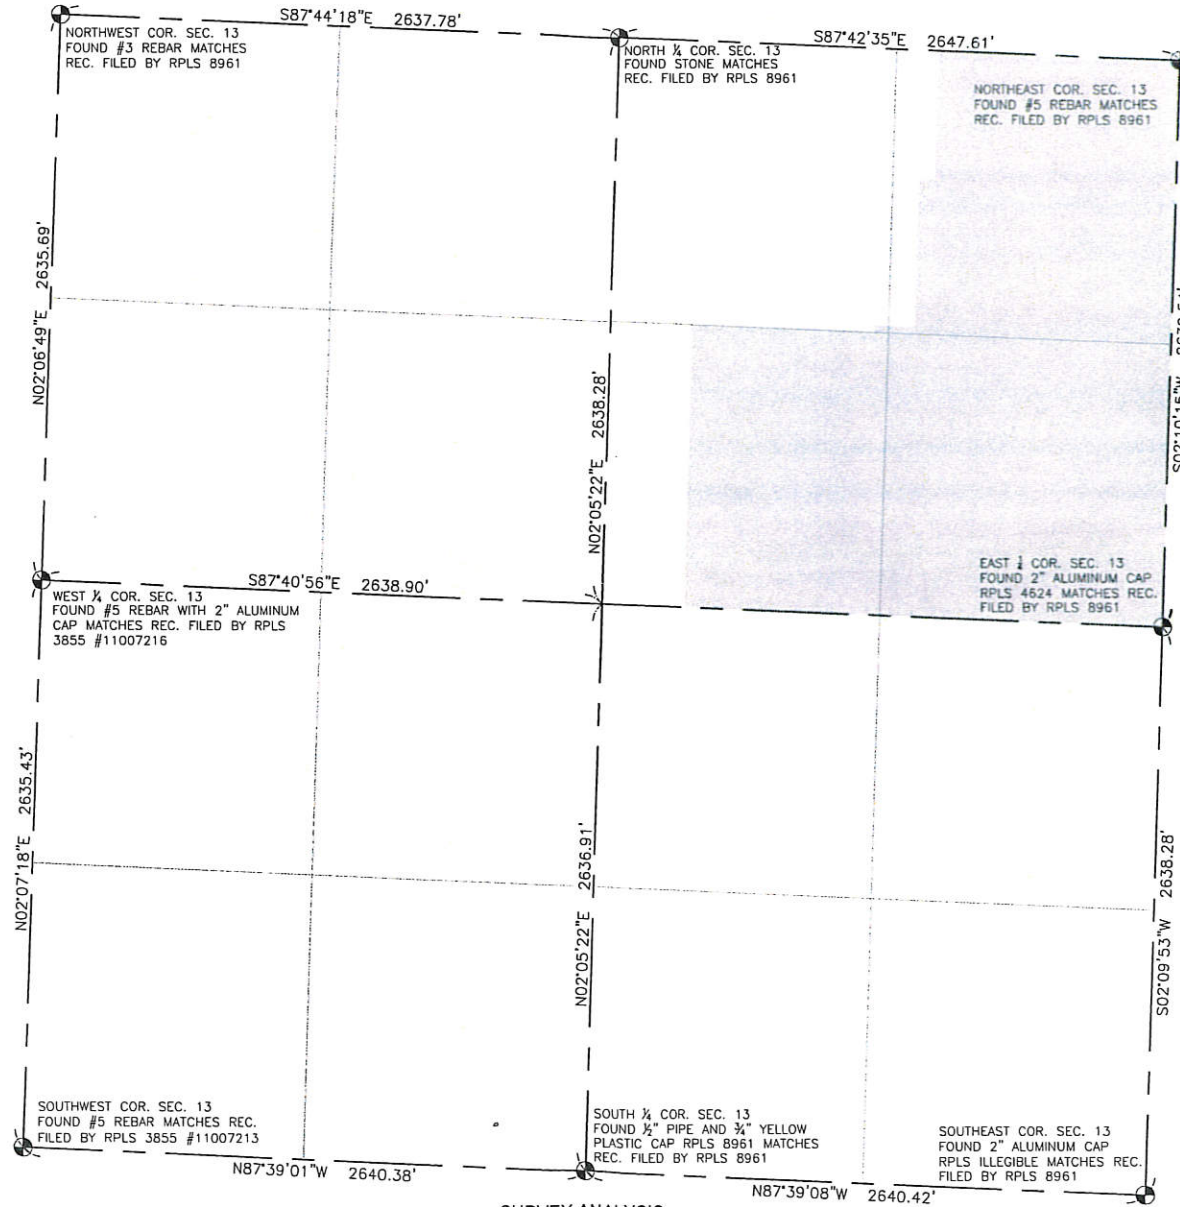 S87°44'18"E 2637.78'
NORTHWEST COR. SEC. 13
FOUND #3 REBAR MATCHES
REC. FILED BY RPLS 8961
S87°42'35"E 2647.61'
NORTH ¼ COR. SEC. 13
FOUND STONE MATCHES
REC. FILED BY RPLS 8961
NORTHEAST COR. SEC. 13
FOUND #5 REBAR MATCHES
REC. FILED BY RPLS 8961
N02°06'49"E 2635.69'
N02°05'22"E 2638.28'
S02°10'15"W
S87°40'56"E 2638.90'
WEST ¼ COR. SEC. 13
FOUND #5 REBAR WITH 2" ALUMINUM
CAP MATCHES REC. FILED BY RPLS
3855 #11007216
EAST ¼ COR. SEC. 13
FOUND 2" ALUMINUM CAP
RPLS 4624 MATCHES REC.
FILED BY RPLS 8961
N02°07'18"E 2635.43'
N02°05'22"E 2636.91'
S02°09'53"W 2638.28'
SOUTHWEST COR. SEC. 13
FOUND #5 REBAR MATCHES REC.
FILED BY RPLS 3855 #11007213
SOUTH ¼ COR. SEC. 13
FOUND ½" PIPE AND ¾" YELLOW
PLASTIC CAP RPLS 8961 MATCHES
REC. FILED BY RPLS 8961
SOUTHEAST COR. SEC. 13
FOUND 2" ALUMINUM CAP
RPLS ILLEGIBLE MATCHES REC.
FILED BY RPLS 8961
N87°39'01"W 2640.38'
N87°39'08"W 2640.42'
SURVEY ANALYSIS